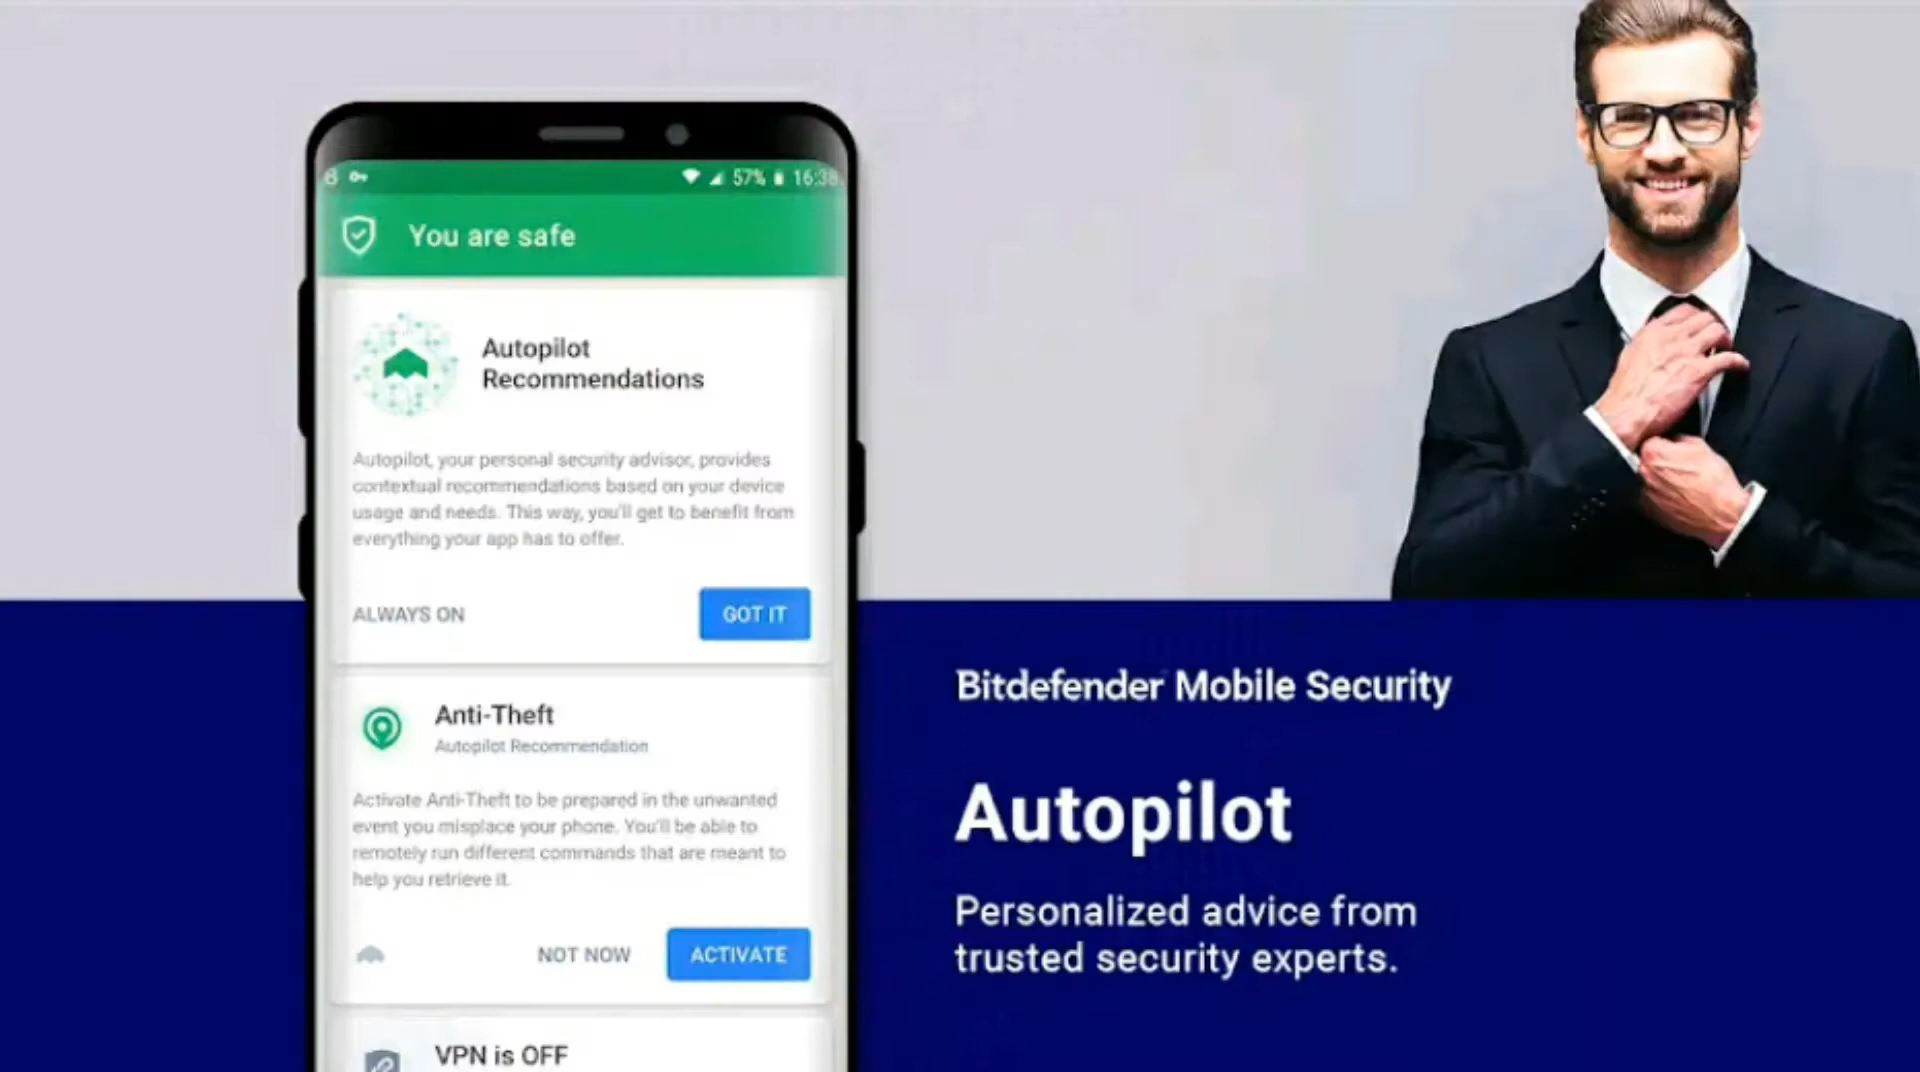 57% 16:38
You are safe
Autopilot
Recommendations
Autopilot, your personal security advisor, provides
contextual recommendations based on your device
usage and needs. This way, you'll get to benefit from
everything your app has to offer.
ALWAYS ON
GOT IT
Anti-Theft
Autopilot Recommendation
Activate Anti-Theft to be prepared in the unwanted
event you misplace your phone. You'll be able to
remotely run different commands that are meant to
help you retrieve it.
NOT NOW
ACTIVATE
VPN is OFF
Bitdefender Mobile Security
Autopilot
Personalized advice from
trusted security experts.